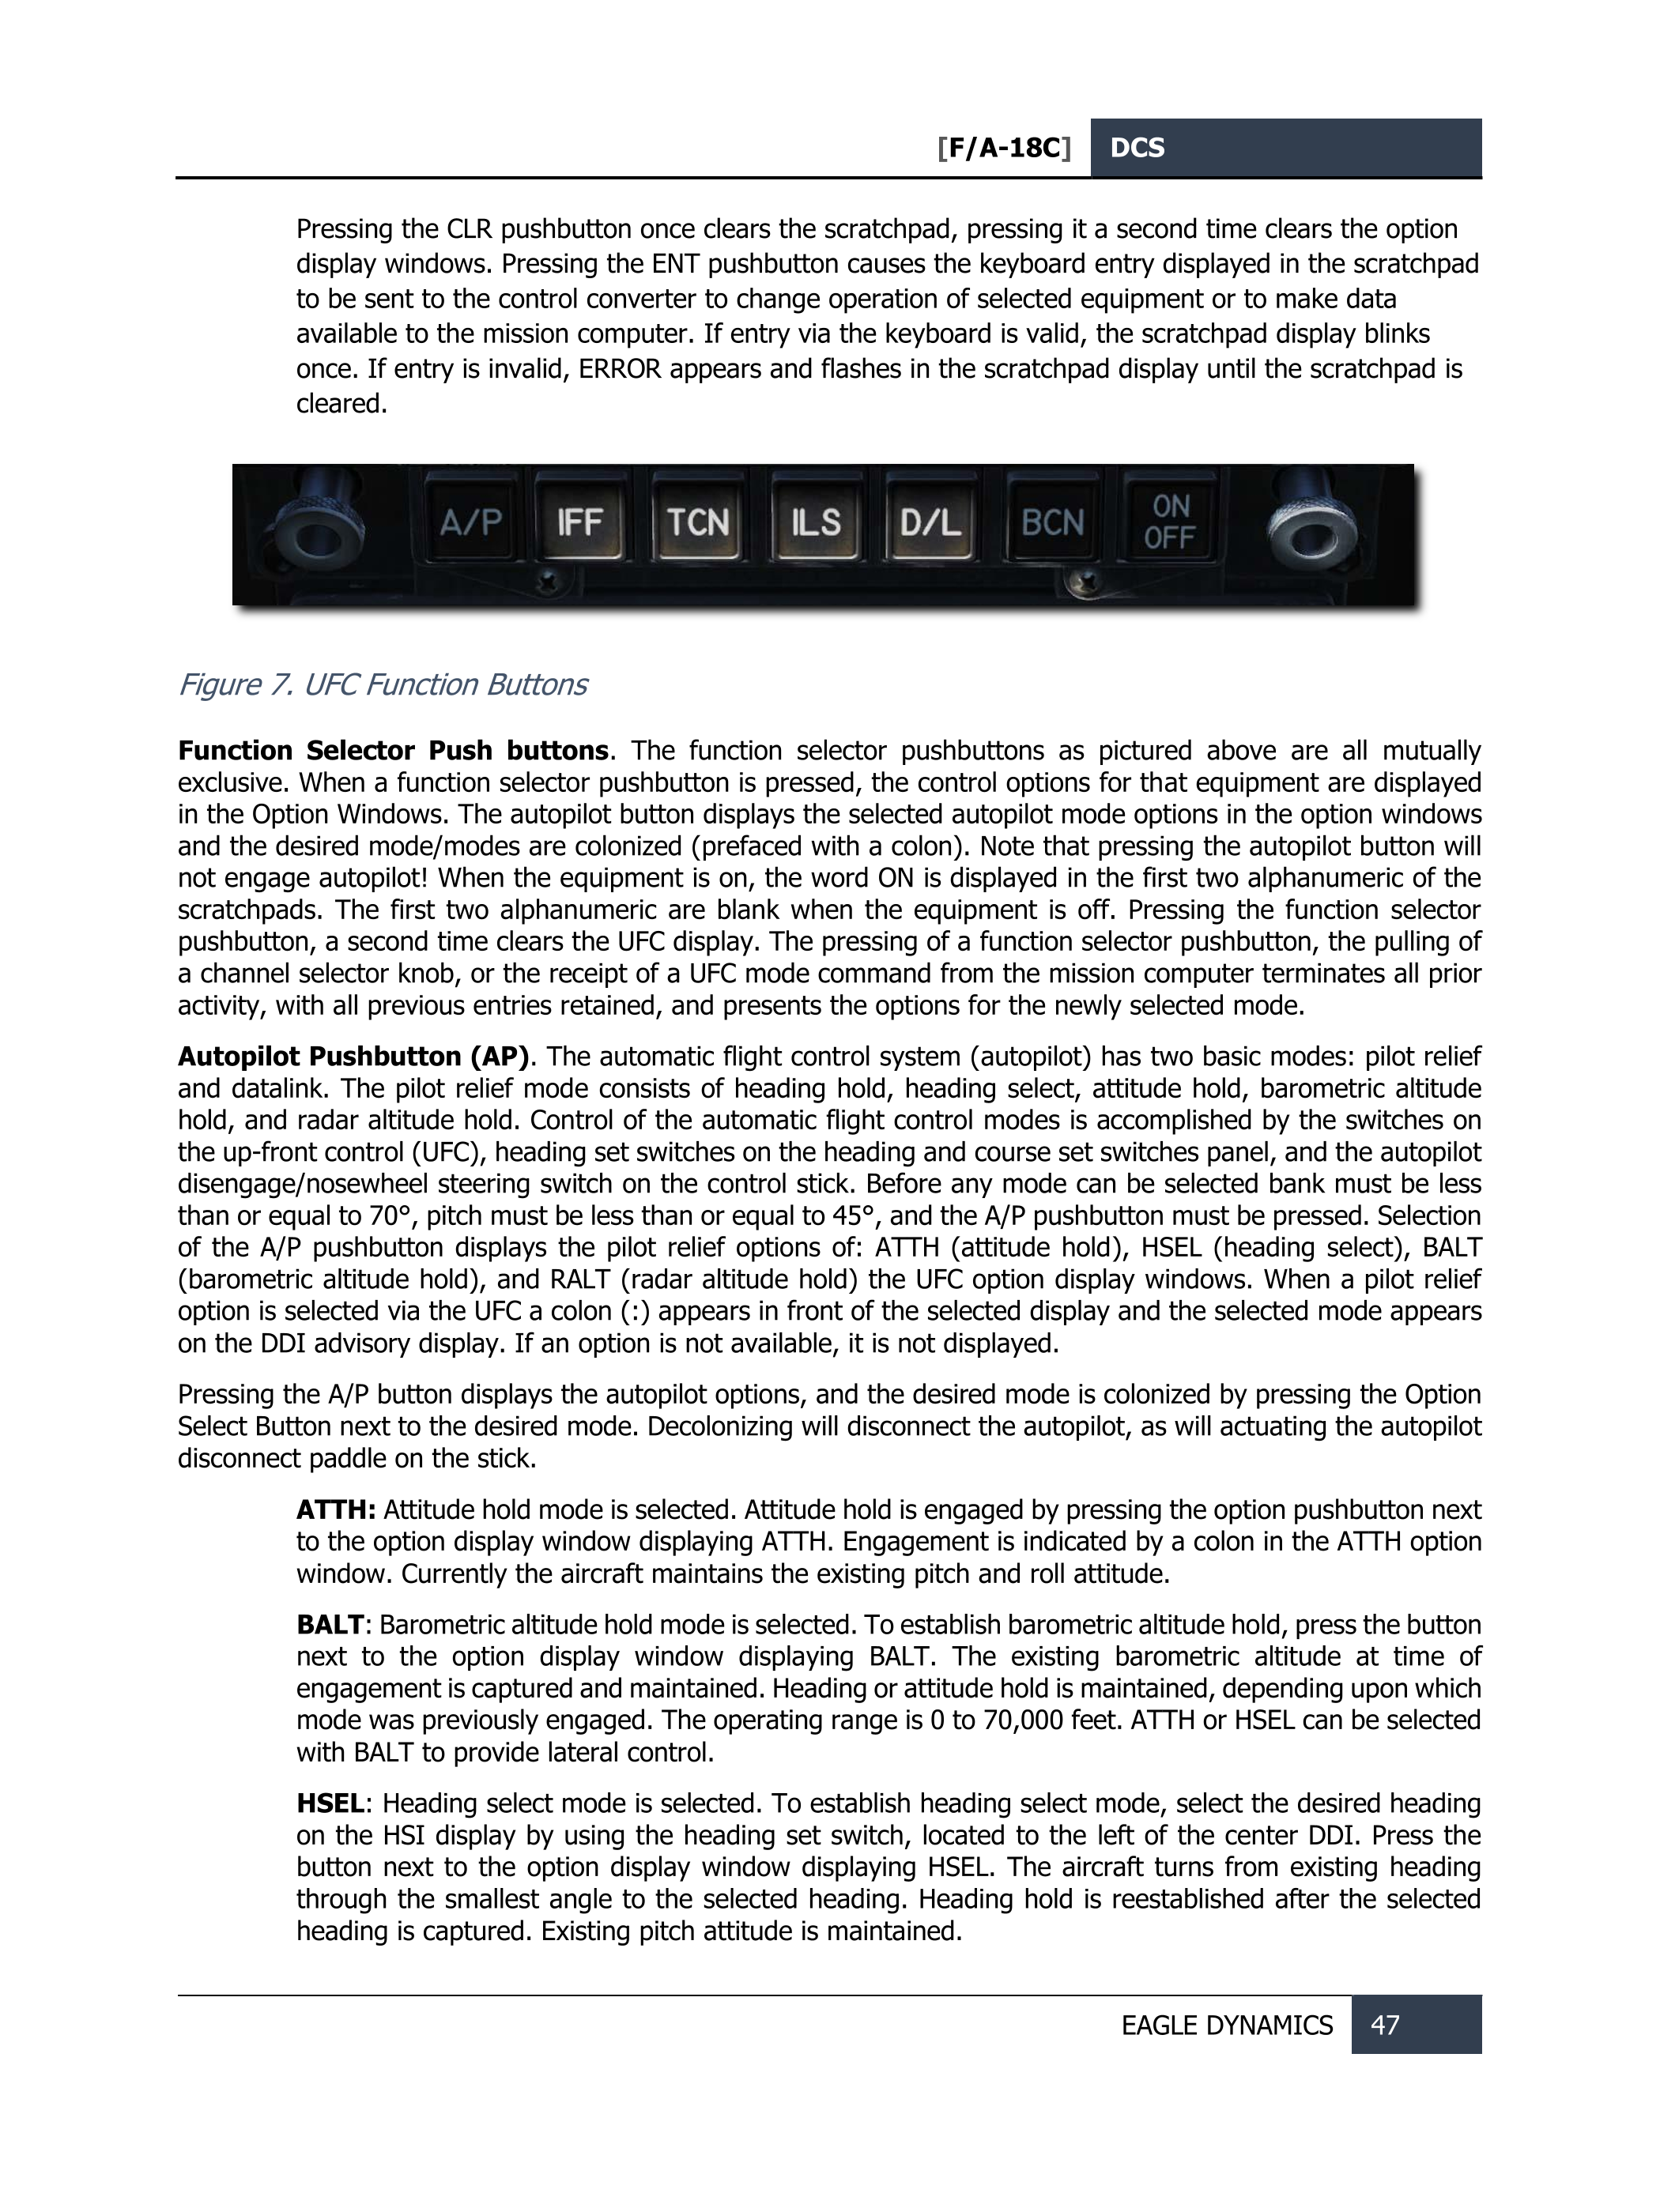 [F/A-18C] DCS
Pressing the CLR pushbutton once clears the scratchpad, pressing it a second time clears the option
display windows. Pressing the ENT pushbutton causes the keyboard entry displayed in the scratchpad
to be sent to the control converter to change operation of selected equipment or to make data
available to the mission computer. If entry via the keyboard is valid, the scratchpad display blinks
once. If entry is invalid, ERROR appears and flashes in the scratchpad display until the scratchpad is
cleared.
A/P IFF TCN ILS D/L BCN ON OFF
Figure 7. UFC Function Buttons
Function Selector Push buttons. The function selector pushbuttons as pictured above are all mutually
exclusive. When a function selector pushbutton is pressed, the control options for that equipment are displayed
in the Option Windows. The autopilot button displays the selected autopilot mode options in the option windows
and the desired mode/modes are colonized (prefaced with a colon). Note that pressing the autopilot button will
not engage autopilot! When the equipment is on, the word ON is displayed in the first two alphanumeric of the
scratchpads. The first two alphanumeric are blank when the equipment is off. Pressing the function selector
pushbutton, a second time clears the UFC display. The pressing of a function selector pushbutton, the pulling of
a channel selector knob, or the receipt of a UFC mode command from the mission computer terminates all prior
activity, with all previous entries retained, and presents the options for the newly selected mode.
Autopilot Pushbutton (AP). The automatic flight control system (autopilot) has two basic modes: pilot relief
and datalink. The pilot relief mode consists of heading hold, heading select, attitude hold, barometric altitude
hold, and radar altitude hold. Control of the automatic flight control modes is accomplished by the switches on
the up-front control (UFC), heading set switches on the heading and course set switches panel, and the autopilot
disengage/nosewheel steering switch on the control stick. Before any mode can be selected bank must be less
than or equal to 70°, pitch must be less than or equal to 45°, and the A/P pushbutton must be pressed. Selection
of the A/P pushbutton displays the pilot relief options of: ATTH (attitude hold), HSEL (heading select), BALT
(barometric altitude hold), and RALT (radar altitude hold) the UFC option display windows. When a pilot relief
option is selected via the UFC a colon (:) appears in front of the selected display and the selected mode appears
on the DDI advisory display. If an option is not available, it is not displayed.
Pressing the A/P button displays the autopilot options, and the desired mode is colonized by pressing the Option
Select Button next to the desired mode. Decolonizing will disconnect the autopilot, as will actuating the autopilot
disconnect paddle on the stick.
ATTH: Attitude hold mode is selected. Attitude hold is engaged by pressing the option pushbutton next
to the option display window displaying ATTH. Engagement is indicated by a colon in the ATTH option
window. Currently the aircraft maintains the existing pitch and roll attitude.
BALT: Barometric altitude hold mode is selected. To establish barometric altitude hold, press the button
next to the option display window displaying BALT. The existing barometric altitude at time of
engagement is captured and maintained. Heading or attitude hold is maintained, depending upon which
mode was previously engaged. The operating range is 0 to 70,000 feet. ATTH or HSEL can be selected
with BALT to provide lateral control.
HSEL: Heading select mode is selected. To establish heading select mode, select the desired heading
on the HSI display by using the heading set switch, located to the left of the center DDI. Press the
button next to the option display window displaying HSEL. The aircraft turns from existing heading
through the smallest angle to the selected heading. Heading hold is reestablished after the selected
heading is captured. Existing pitch attitude is maintained.
EAGLE DYNAMICS 47